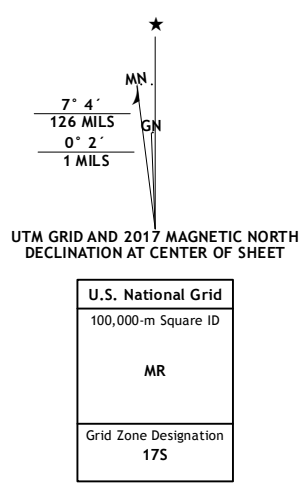 MN
7° 4´
126 MILS
GN
0° 2´
1 MILS
UTM GRID AND 2017 MAGNETIC NORTH
DECLINATION AT CENTER OF SHEET
U.S. National Grid
100,000-m Square ID
MR
Grid Zone Designation
17S